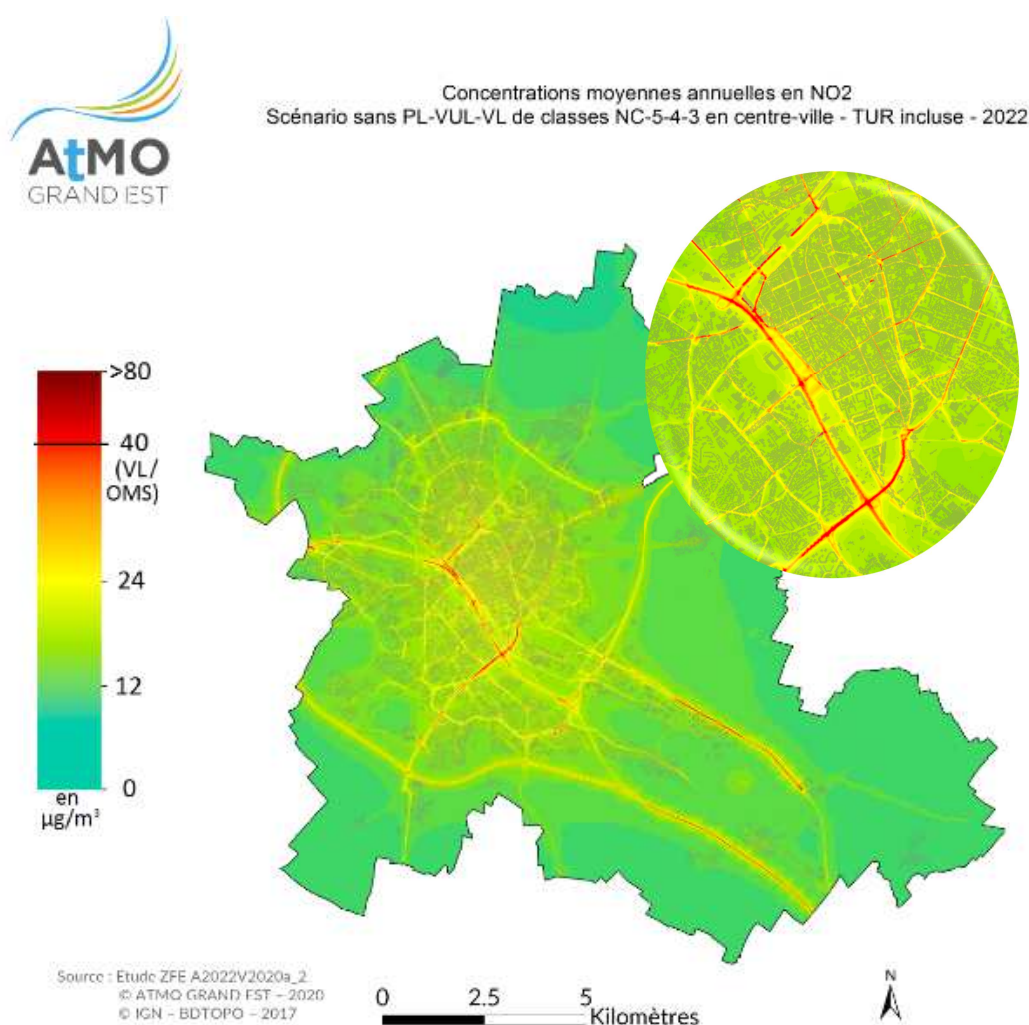 AtMO
GRAND EST
Concentrations moyennes annuelles en NO2
Scénario sans PL-VUL-VL de classes NC-5-4-3 en centre-ville - TUR incluse - 2022
>80
40
(VL/
OMS)
24
12
0
en
µg/m³
Source : Etude ZFE A2022V2020a_2
© ATMO GRAND EST – 2020
© IGN – BDTOPO – 2017
0 2.5 5
Kilomètres
N